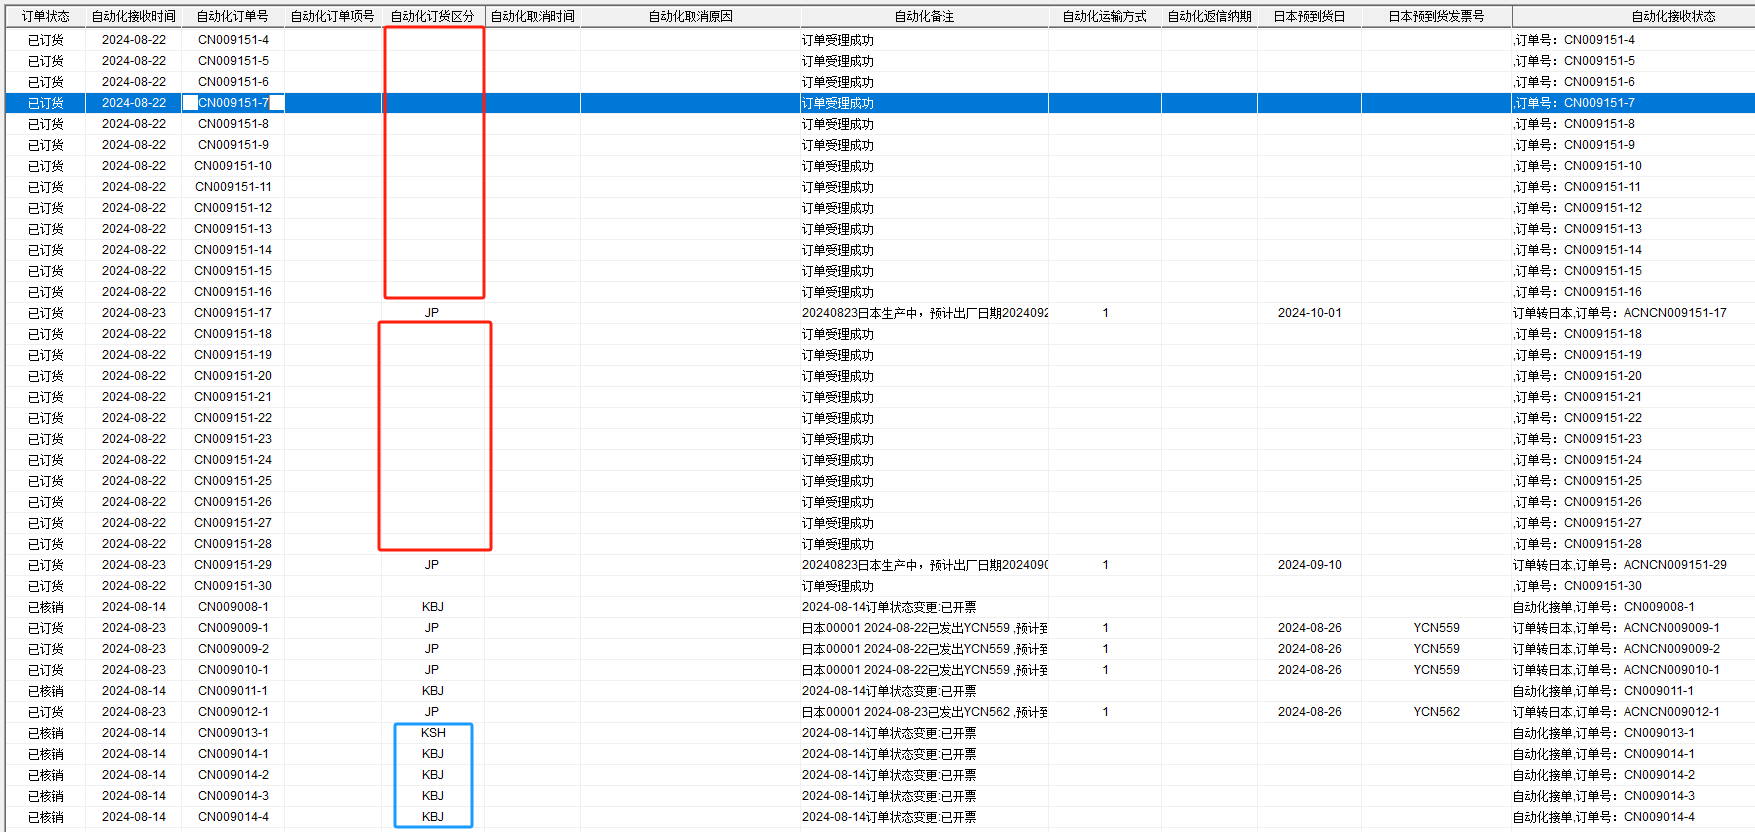 订单状态 自动化接收时间 自动化订单号 自动化订单项号 自动化订货区分 自动化取消时间 自动化取消原因 自动化备注 自动化运输方式 自动化返信纳期 日本预到货日 日本预到货发票号 自动化接收状态
已订货 2024-08-22 CN009151-4 订单受理成功 ,订单号：CN009151-4
已订货 2024-08-22 CN009151-5 订单受理成功 ,订单号：CN009151-5
已订货 2024-08-22 CN009151-6 订单受理成功 ,订单号：CN009151-6
已订货 2024-08-22 CN009151-7 订单受理成功 ,订单号：CN009151-7
已订货 2024-08-22 CN009151-8 订单受理成功 ,订单号：CN009151-8
已订货 2024-08-22 CN009151-9 订单受理成功 ,订单号：CN009151-9
已订货 2024-08-22 CN009151-10 订单受理成功 ,订单号：CN009151-10
已订货 2024-08-22 CN009151-11 订单受理成功 ,订单号：CN009151-11
已订货 2024-08-22 CN009151-12 订单受理成功 ,订单号：CN009151-12
已订货 2024-08-22 CN009151-13 订单受理成功 ,订单号：CN009151-13
已订货 2024-08-22 CN009151-14 订单受理成功 ,订单号：CN009151-14
已订货 2024-08-22 CN009151-15 订单受理成功 ,订单号：CN009151-15
已订货 2024-08-22 CN009151-16 订单受理成功 ,订单号：CN009151-16
已订货 2024-08-23 CN009151-17 JP 20240823日本生产中，预计出厂日期2024092 1 2024-10-01 订单转日本,订单号：ACNCN009151-17
已订货 2024-08-22 CN009151-18 订单受理成功 ,订单号：CN009151-18
已订货 2024-08-22 CN009151-19 订单受理成功 ,订单号：CN009151-19
已订货 2024-08-22 CN009151-20 订单受理成功 ,订单号：CN009151-20
已订货 2024-08-22 CN009151-21 订单受理成功 ,订单号：CN009151-21
已订货 2024-08-22 CN009151-22 订单受理成功 ,订单号：CN009151-22
已订货 2024-08-22 CN009151-23 订单受理成功 ,订单号：CN009151-23
已订货 2024-08-22 CN009151-24 订单受理成功 ,订单号：CN009151-24
已订货 2024-08-22 CN009151-25 订单受理成功 ,订单号：CN009151-25
已订货 2024-08-22 CN009151-26 订单受理成功 ,订单号：CN009151-26
已订货 2024-08-22 CN009151-27 订单受理成功 ,订单号：CN009151-27
已订货 2024-08-22 CN009151-28 订单受理成功 ,订单号：CN009151-28
已订货 2024-08-23 CN009151-29 JP 20240823日本生产中，预计出厂日期2024090 1 2024-09-10 订单转日本,订单号：ACNCN009151-29
已订货 2024-08-22 CN009151-30 订单受理成功 ,订单号：CN009151-30
已核销 2024-08-14 CN009008-1 KBJ 2024-08-14订单状态变更:已开票 自动化接单,订单号：CN009008-1
已订货 2024-08-23 CN009009-1 JP 日本00001 2024-08-22已发出YCN559 ,预计到 1 2024-08-26 YCN559 订单转日本,订单号：ACNCN009009-1
已订货 2024-08-23 CN009009-2 JP 日本00001 2024-08-22已发出YCN559 ,预计到 1 2024-08-26 YCN559 订单转日本,订单号：ACNCN009009-2
已订货 2024-08-23 CN009010-1 JP 日本00001 2024-08-22已发出YCN559 ,预计到 1 2024-08-26 YCN559 订单转日本,订单号：ACNCN009010-1
已核销 2024-08-14 CN009011-1 KBJ 2024-08-14订单状态变更:已开票 自动化接单,订单号：CN009011-1
已订货 2024-08-23 CN009012-1 JP 日本00001 2024-08-23已发出YCN562 ,预计到 1 2024-08-26 YCN562 订单转日本,订单号：ACNCN009012-1
已核销 2024-08-14 CN009013-1 KSH 2024-08-14订单状态变更:已开票 自动化接单,订单号：CN009013-1
已核销 2024-08-14 CN009014-1 KBJ 2024-08-14订单状态变更:已开票 自动化接单,订单号：CN009014-1
已核销 2024-08-14 CN009014-2 KBJ 2024-08-14订单状态变更:已开票 自动化接单,订单号：CN009014-2
已核销 2024-08-14 CN009014-3 KBJ 2024-08-14订单状态变更:已开票 自动化接单,订单号：CN009014-3
已核销 2024-08-14 CN009014-4 KBJ 2024-08-14订单状态变更:已开票 自动化接单,订单号：CN009014-4